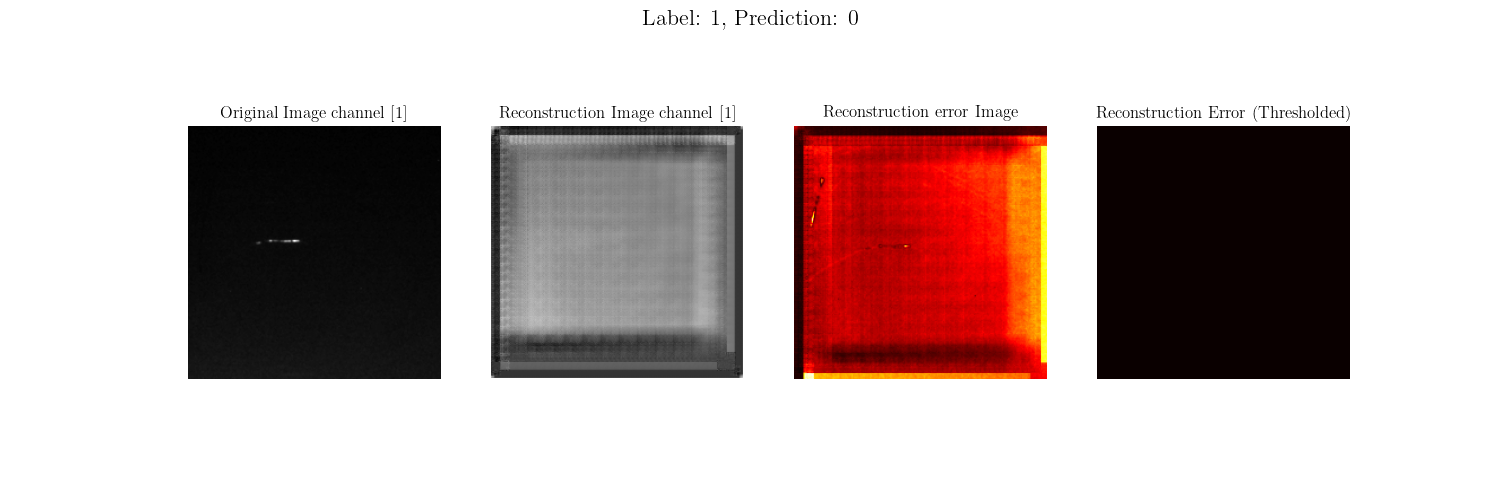 Label: 1, Prediction: 0
Original Image channel [1]
Reconstruction Image channel [1]
Reconstruction error Image
Reconstruction Error (Thresholded)